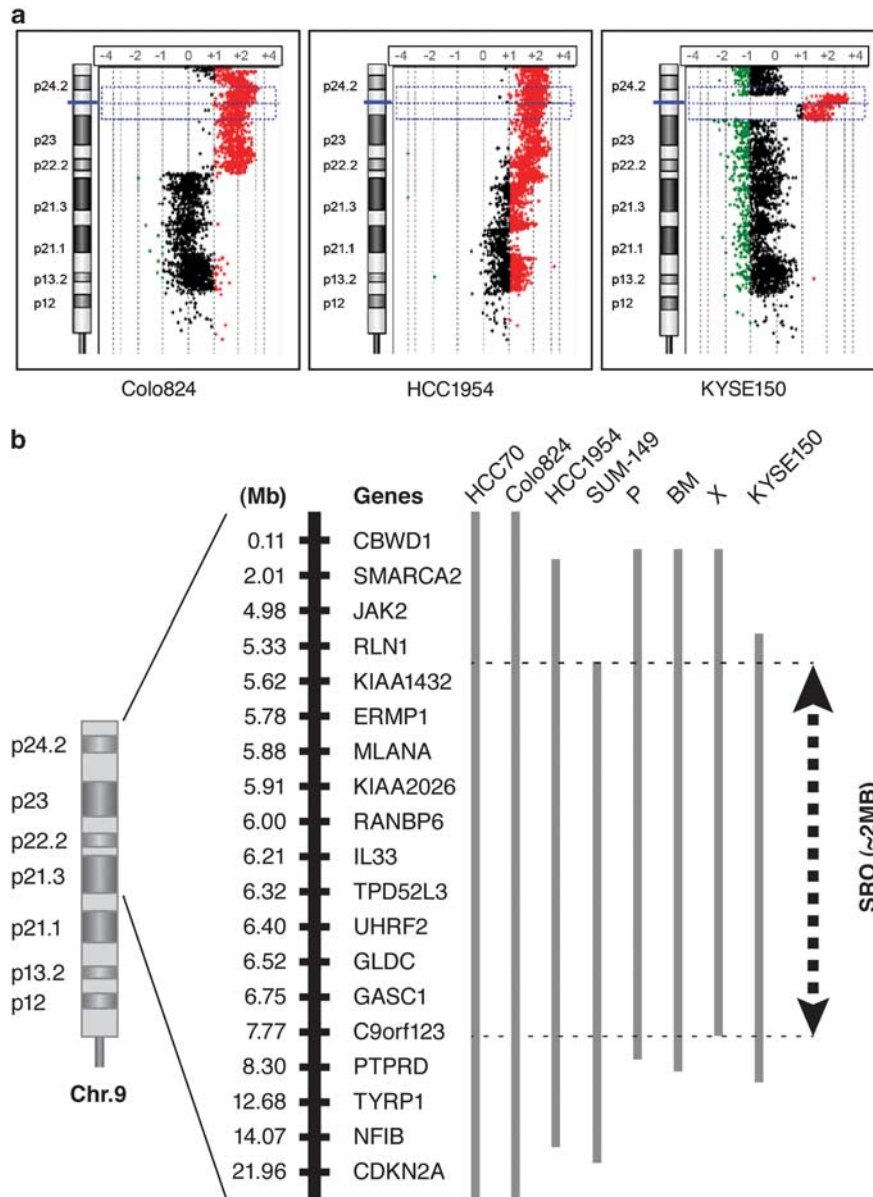 a
-4 -2 0 +1 +2 +4
p24.2
p23
p22.2
p21.3
p21.1
p13.2
p12
Colo824
-4 -2 0 +1 +2 +4
p24.2
p23
p22.2
p21.3
p21.1
p13.2
p12
HCC1954
-4 -2 0 +1 +2 +4
p24.2
p23
p22.2
p21.3
p21.1
p13.2
p12
KYSE150
b
HCC70
Colo824
HCC1954
SUM-149
P
BM
X
KYSE150
(Mb) Genes
0.11 CBWD1
2.01 SMARCA2
4.98 JAK2
5.33 RLN1
5.62 KIAA1432
5.78 ERMP1
5.88 MLANA
5.91 KIAA2026
6.00 RANBP6
6.21 IL33
6.32 TPD52L3
6.40 UHRF2
6.52 GLDC
6.75 GASC1
7.77 C9orf123
8.30 PTPRD
12.68 TYRP1
14.07 NFIB
21.96 CDKN2A
p24.2
p23
p22.2
p21.3
p21.1
p13.2
p12
Chr.9
SRO (~2MB)